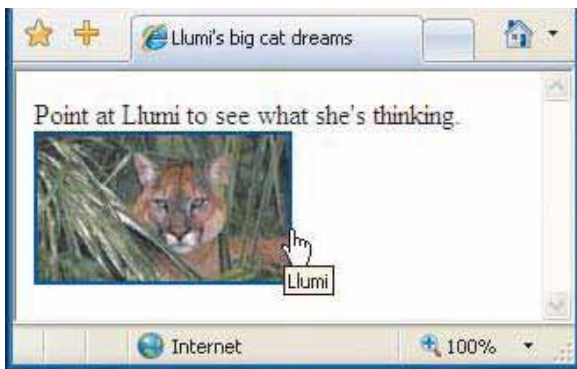 Llumi's big cat dreams
Point at Llumi to see what she's thinking.
Llumi
Internet
100%